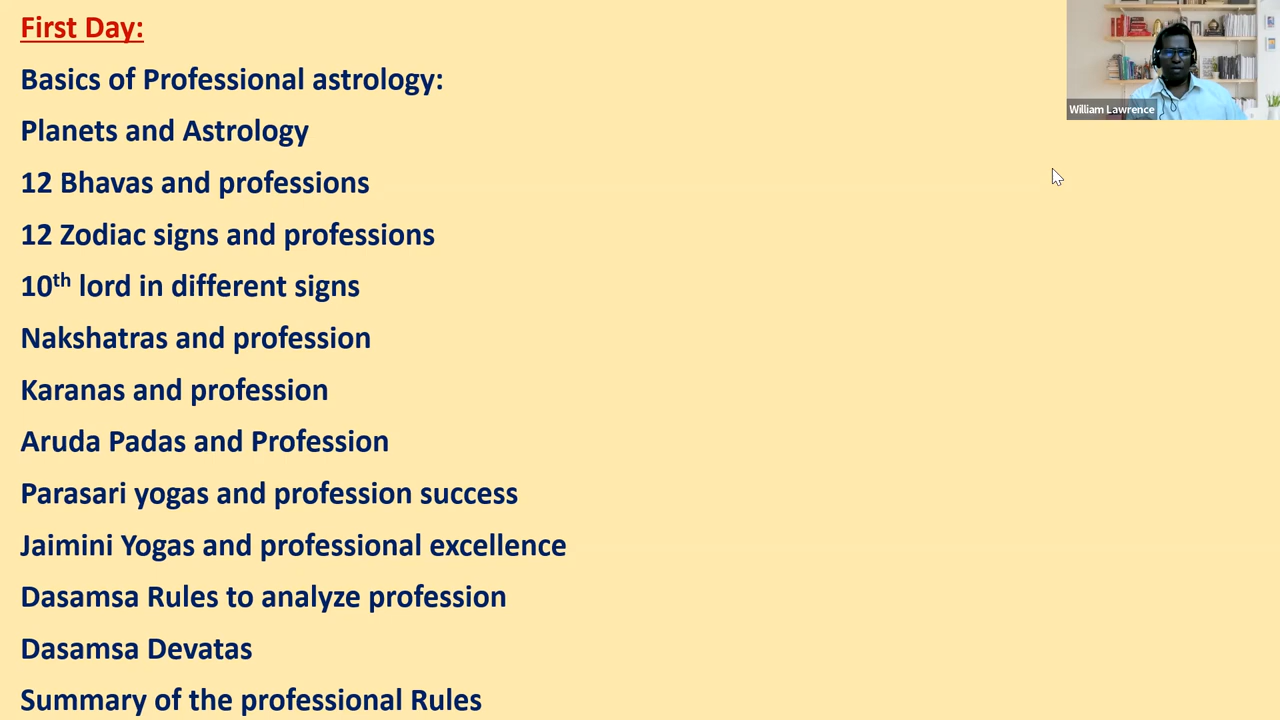 First Day:
Basics of Professional astrology:
Planets and Astrology
12 Bhavas and professions
12 Zodiac signs and professions
10th lord in different signs
Nakshatras and profession
Karanas and profession
Aruda Padas and Profession
Parasari yogas and profession success
Jaimini Yogas and professional excellence
Dasamsa Rules to analyze profession
Dasamsa Devatas
Summary of the professional Rules
William Lawrence